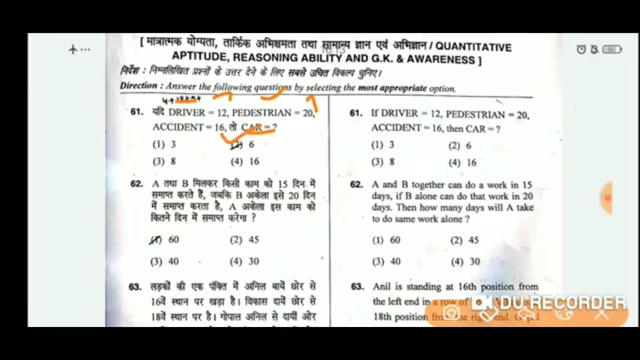 [ मात्रात्मक योग्यता, तार्किक अभिक्षमता तथा सामान्य ज्ञान एवं अभिज्ञान / QUANTITATIVE
APTITUDE, REASONING ABILITY AND G.K. & AWARENESS ]
निर्देश : निम्नलिखित प्रश्नों के उत्तर देने के लिए सबसे उचित विकल्प चुनिए।
Direction : Answer the following questions by selecting the most appropriate option.
61. यदि DRIVER = 12, PEDESTRIAN = 20,
ACCIDENT = 16, तो CAR = ?
(1) 3 (2) 6
(3) 8 (4) 16
62. A तथा B मिलकर किसी काम को 15 दिन में
समाप्त करते हैं, जबकि B अकेला इसे 20 दिन
में समाप्त करता है, A अकेला इस काम को
कितने दिन में समाप्त करेगा ?
(1) 60 (2) 45
(3) 40 (4) 30
63. लड़कों की एक पंक्ति में अनिल बायें छोर से
16वें स्थान पर खड़ा है। विकास दायें छोर से
18वें स्थान पर है। गोपाल अनिल से दायीं ओर
61. If DRIVER = 12, PEDESTRIAN = 20,
ACCIDENT = 16, then CAR = ?
(1) 3 (2) 6
(3) 8 (4) 16
62. A and B together can do a work in 15
days, if B alone can do that work in 20
days. Then how many days will A take
to do same work alone ?
(1) 60 (2) 45
(3) 40 (4) 30
63. Anil is standing at 16th position from
the left end in a row of
18th position from the right end.
DU RECORDER